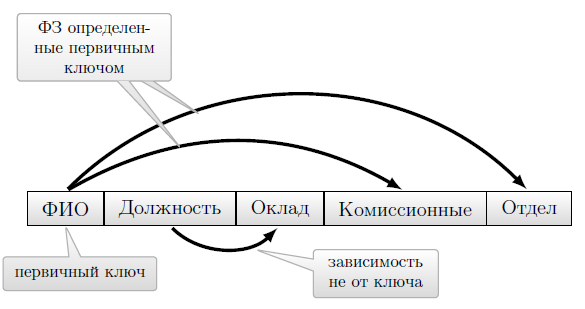 ФЗ определен-
ные первичным
ключом
ФИО Должность Оклад Комиссионные Отдел
первичный ключ
зависимость
не от ключа